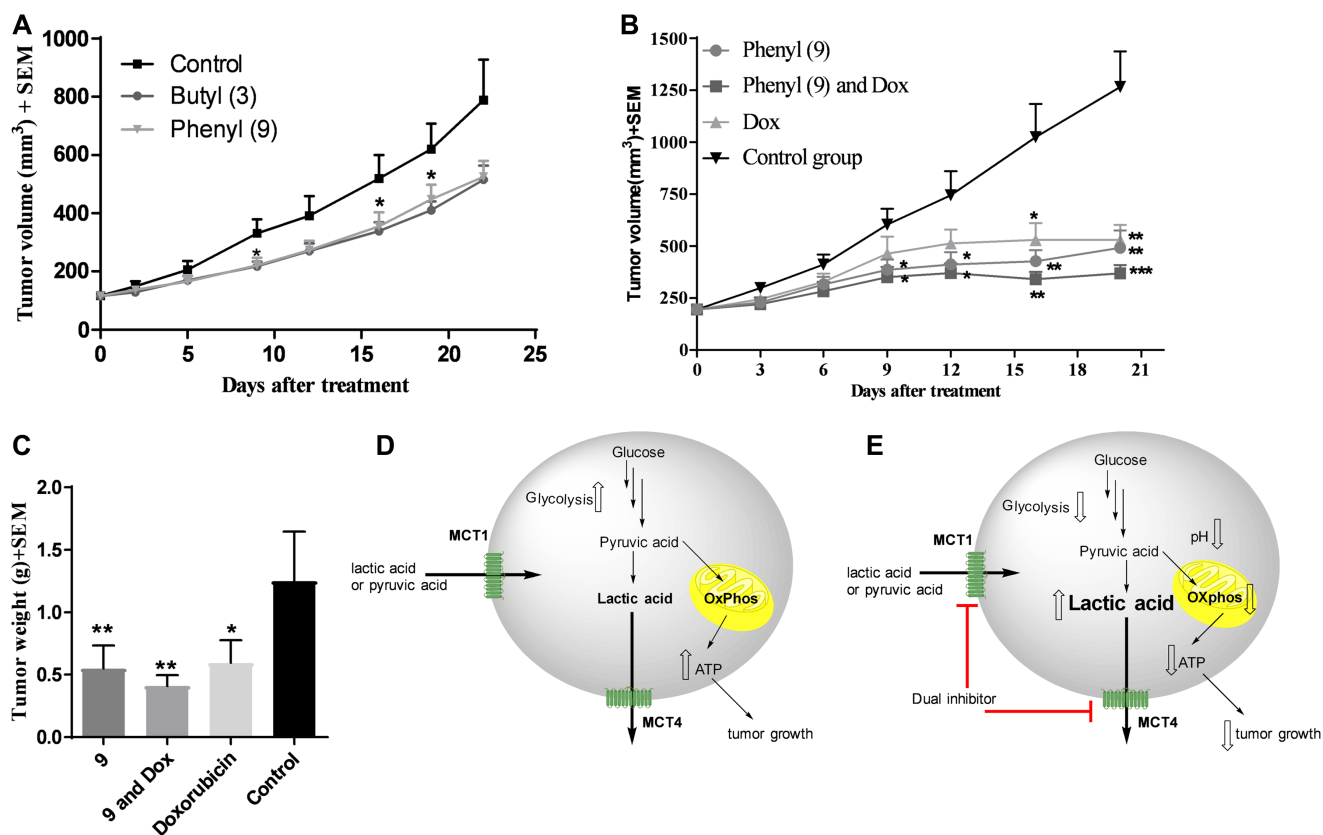 A
Tumor volume (mm³) + SEM
1000
800
600
400
200
0
Control
Butyl (3)
Phenyl (9)
*
*
*
0 5 10 15 20 25
Days after treatment
B
Tumor volume(mm³)+SEM
1500
1250
1000
750
500
250
0
Phenyl (9)
Phenyl (9) and Dox
Dox
Control group
*
*
*
*
*
**
**
**
**
***
0 3 6 9 12 15 18 21
Days after treatment
C
Tumor weight (g)+SEM
2.0
1.5
1.0
0.5
0.0
** ** *
9
9 and Dox
Doxorubicin
Control
D
Glucose
Glycolysis
MCT1
Pyruvic acid
lactic acid
or pyruvic acid
Lactic acid
OxPhos
ATP
MCT4
tumor growth
E
Glucose
Glycolysis
pH
MCT1
Pyruvic acid
lactic acid
or pyruvic acid
Lactic acid
OXphos
ATP
Dual inhibitor
MCT4
tumor growth